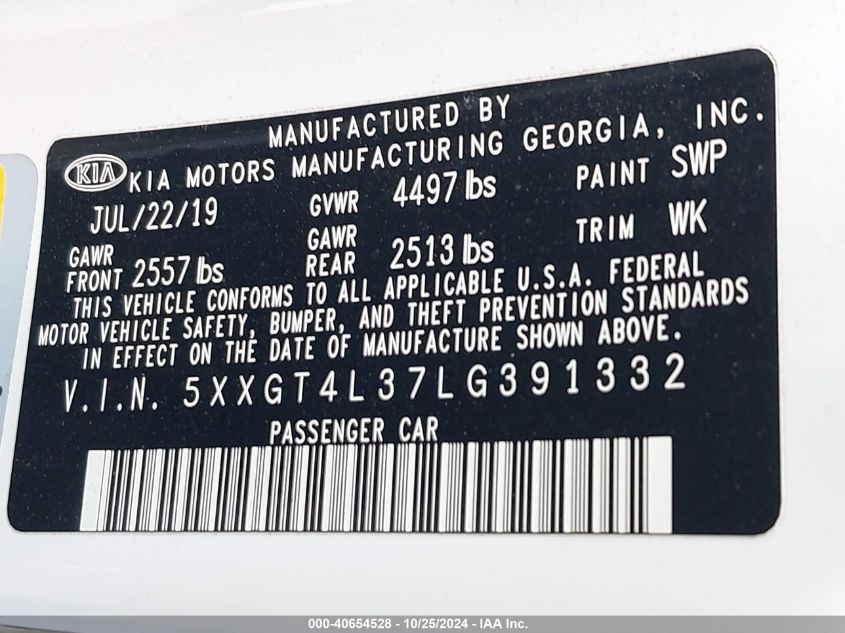 MANUFACTURED BY
KIA KIA MOTORS MANUFACTURING GEORGIA, INC.
JUL/22/19 GVWR 4497 lbs PAINT SWP
GAWR FRONT 2557 lbs GAWR REAR 2513 lbs TRIM WK
THIS VEHICLE CONFORMS TO ALL APPLICABLE U.S.A. FEDERAL
MOTOR VEHICLE SAFETY, BUMPER, AND THEFT PREVENTION STANDARDS
IN EFFECT ON THE DATE OF MANUFACTURE SHOWN ABOVE.
V.I.N. 5XXGT4L37LG391332
PASSENGER CAR
000-40654528 - 10/25/2024 - IAA Inc.